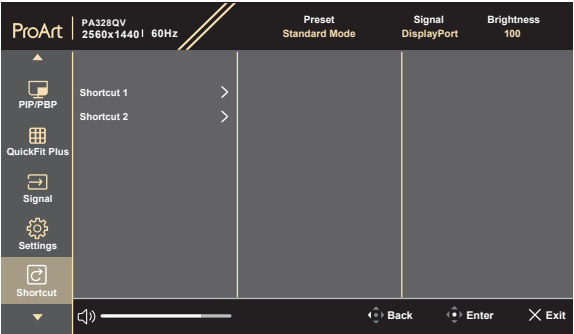 ProArt
PA328QV
2560x1440 60Hz
Preset
Standard Mode
Signal
DisplayPort
Brightness
100
PIP/PBP
QuickFit Plus
Signal
Settings
Shortcut
Shortcut 1
Shortcut 2
Back
Enter
Exit